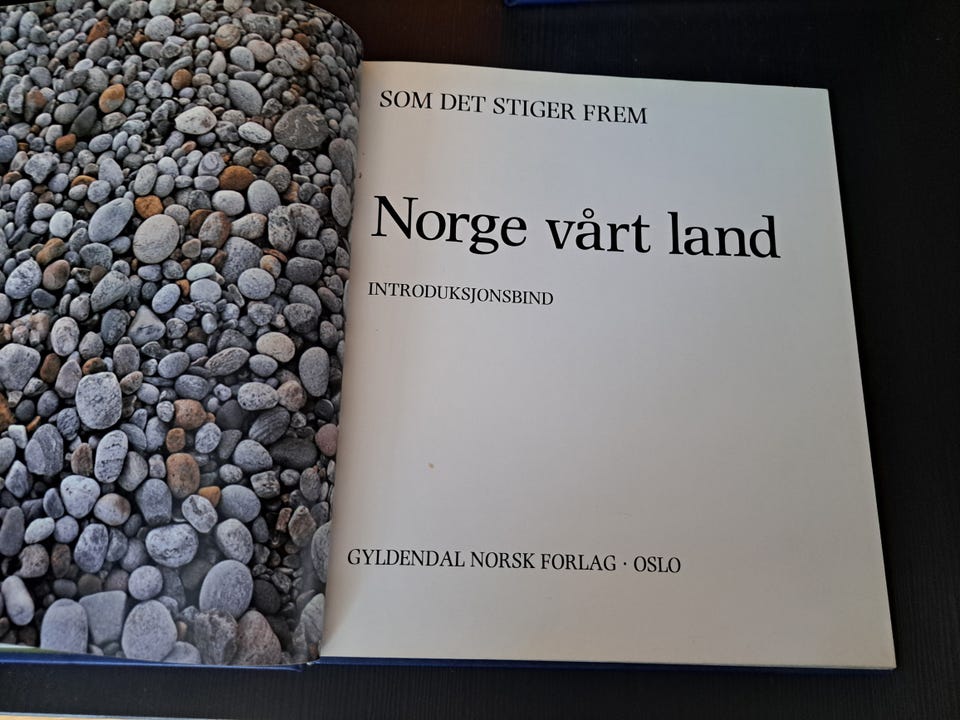 SOM DET STIGER FREM
Norge vårt land
INTRODUKSJONSBIND
GYLDENDAL NORSK FORLAG · OSLO